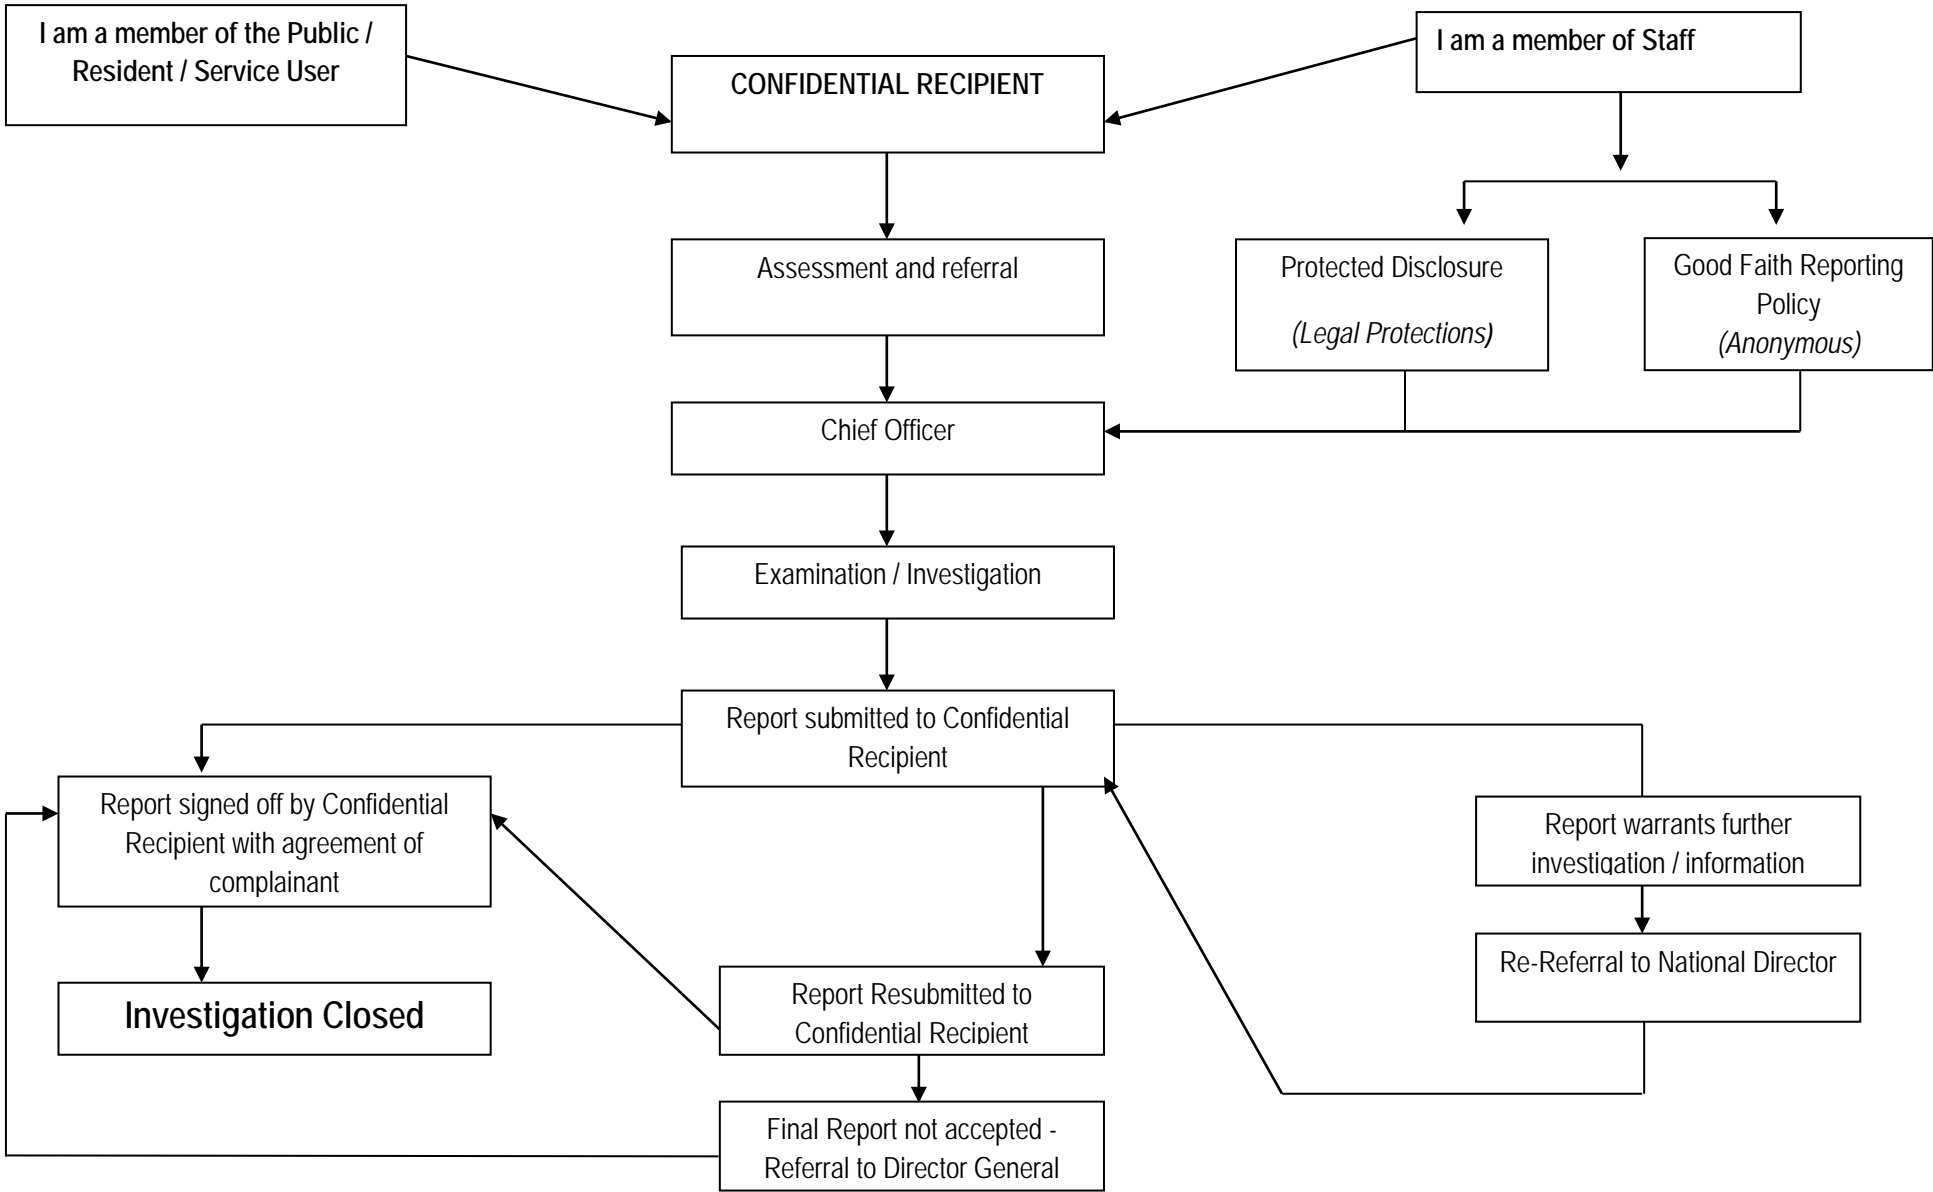 I am a member of the Public /
Resident / Service User
CONFIDENTIAL RECIPIENT
I am a member of Staff
Assessment and referral
Protected Disclosure
(Legal Protections)
Good Faith Reporting
Policy
(Anonymous)
Chief Officer
Examination / Investigation
Report submitted to Confidential
Recipient
Report signed off by Confidential
Recipient with agreement of
complainant
Report warrants further
investigation / information
Re-Referral to National Director
Investigation Closed
Report Resubmitted to
Confidential Recipient
Final Report not accepted -
Referral to Director General